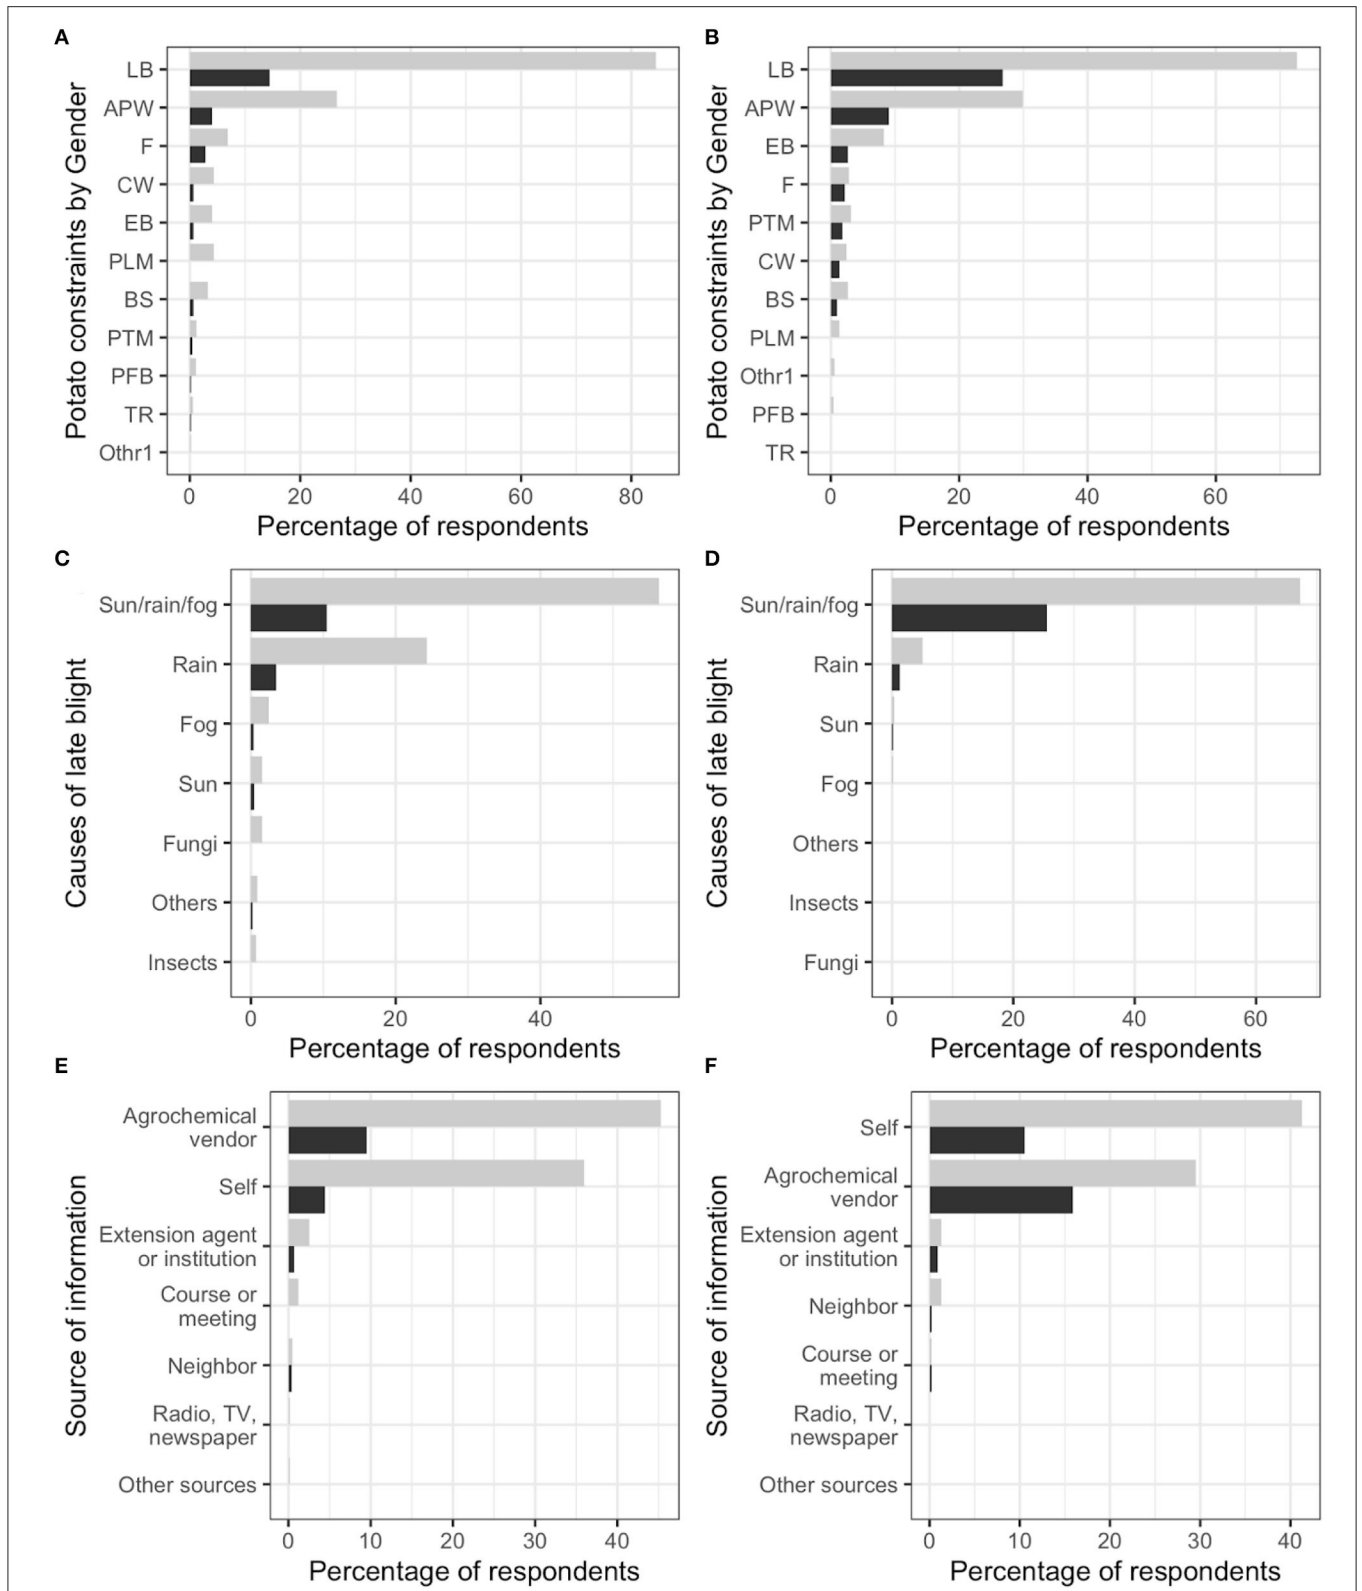 A
Potato constraints by Gender
LB
APW
F
CW
EB
PLM
BS
PTM
PFB
TR
Othr1
0 20 40 60 80
Percentage of respondents
B
Potato constraints by Gender
LB
APW
EB
F
PTM
CW
BS
PLM
Othr1
PFB
TR
0 20 40 60
Percentage of respondents
C
Causes of late blight
Sun/rain/fog
Rain
Fog
Sun
Fungi
Others
Insects
0 20 40
Percentage of respondents
D
Causes of late blight
Sun/rain/fog
Rain
Sun
Fog
Others
Insects
Fungi
0 20 40 60
Percentage of respondents
E
Source of information
Agrochemical
vendor
Self
Extension agent
or institution
Course or
meeting
Neighbor
Radio, TV,
newspaper
Other sources
0 10 20 30 40
Percentage of respondents
F
Source of information
Self
Agrochemical
vendor
Extension agent
or institution
Neighbor
Course or
meeting
Radio, TV,
newspaper
Other sources
0 10 20 30 40
Percentage of respondents